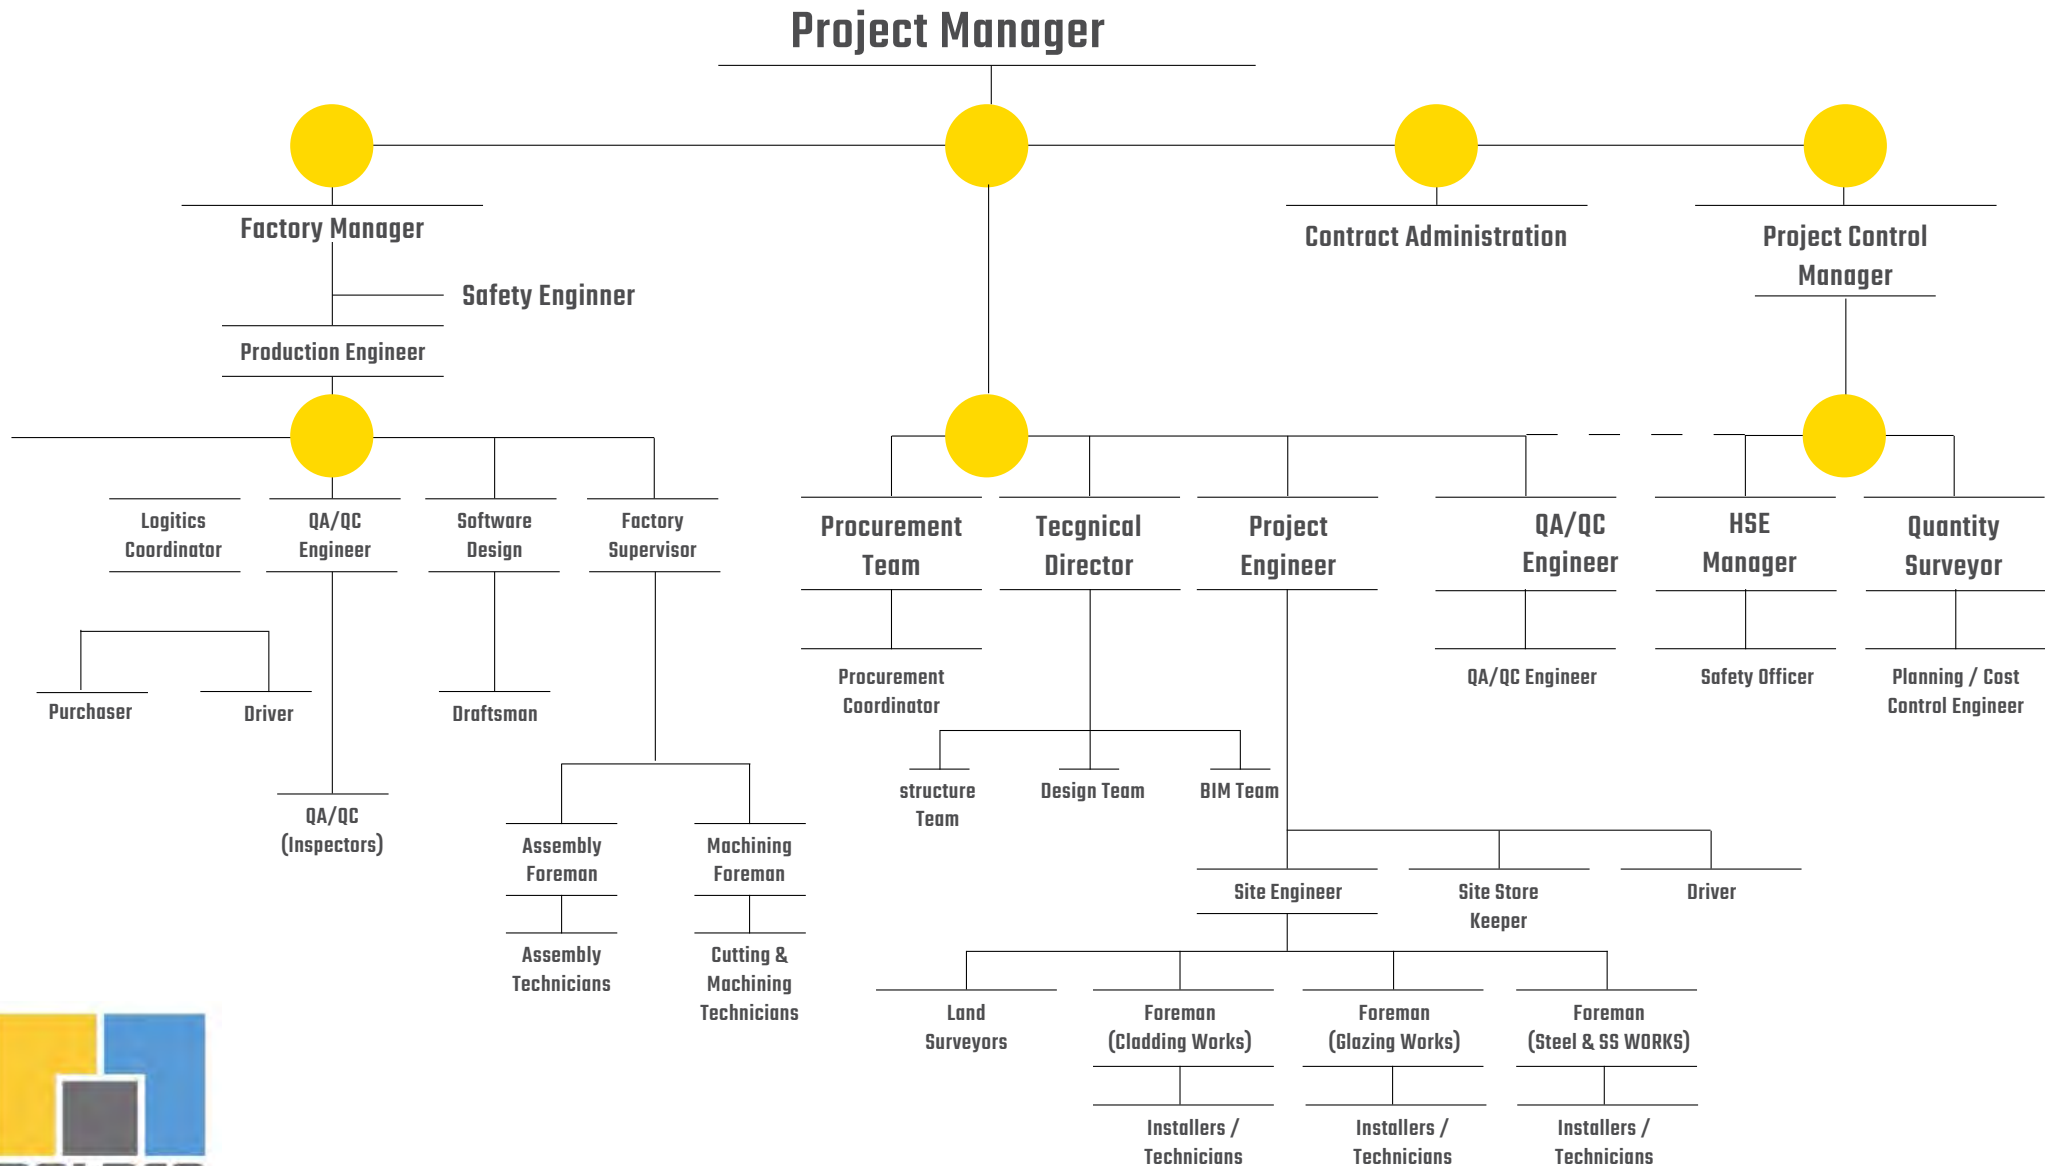 Project Manager
Factory Manager
Contract Administration
Project Control
Manager
Safety Enginner
Production Engineer
Logitics
Coordinator
QA/QC
Engineer
Software
Design
Factory
Supervisor
Procurement
Team
Tecgnical
Director
Project
Engineer
QA/QC
Engineer
HSE
Manager
Quantity
Surveyor
Purchaser
Driver
Draftsman
Procurement
Coordinator
QA/QC Engineer
Safety Officer
Planning / Cost
Control Engineer
structure
Team
Design Team
BIM Team
QA/QC
(Inspectors)
Assembly
Foreman
Machining
Foreman
Site Engineer
Site Store
Keeper
Driver
Assembly
Technicians
Cutting &
Machining
Technicians
Land
Surveyors
Foreman
(Cladding Works)
Foreman
(Glazing Works)
Foreman
(Steel & SS WORKS)
Installers /
Technicians
Installers /
Technicians
Installers /
Technicians